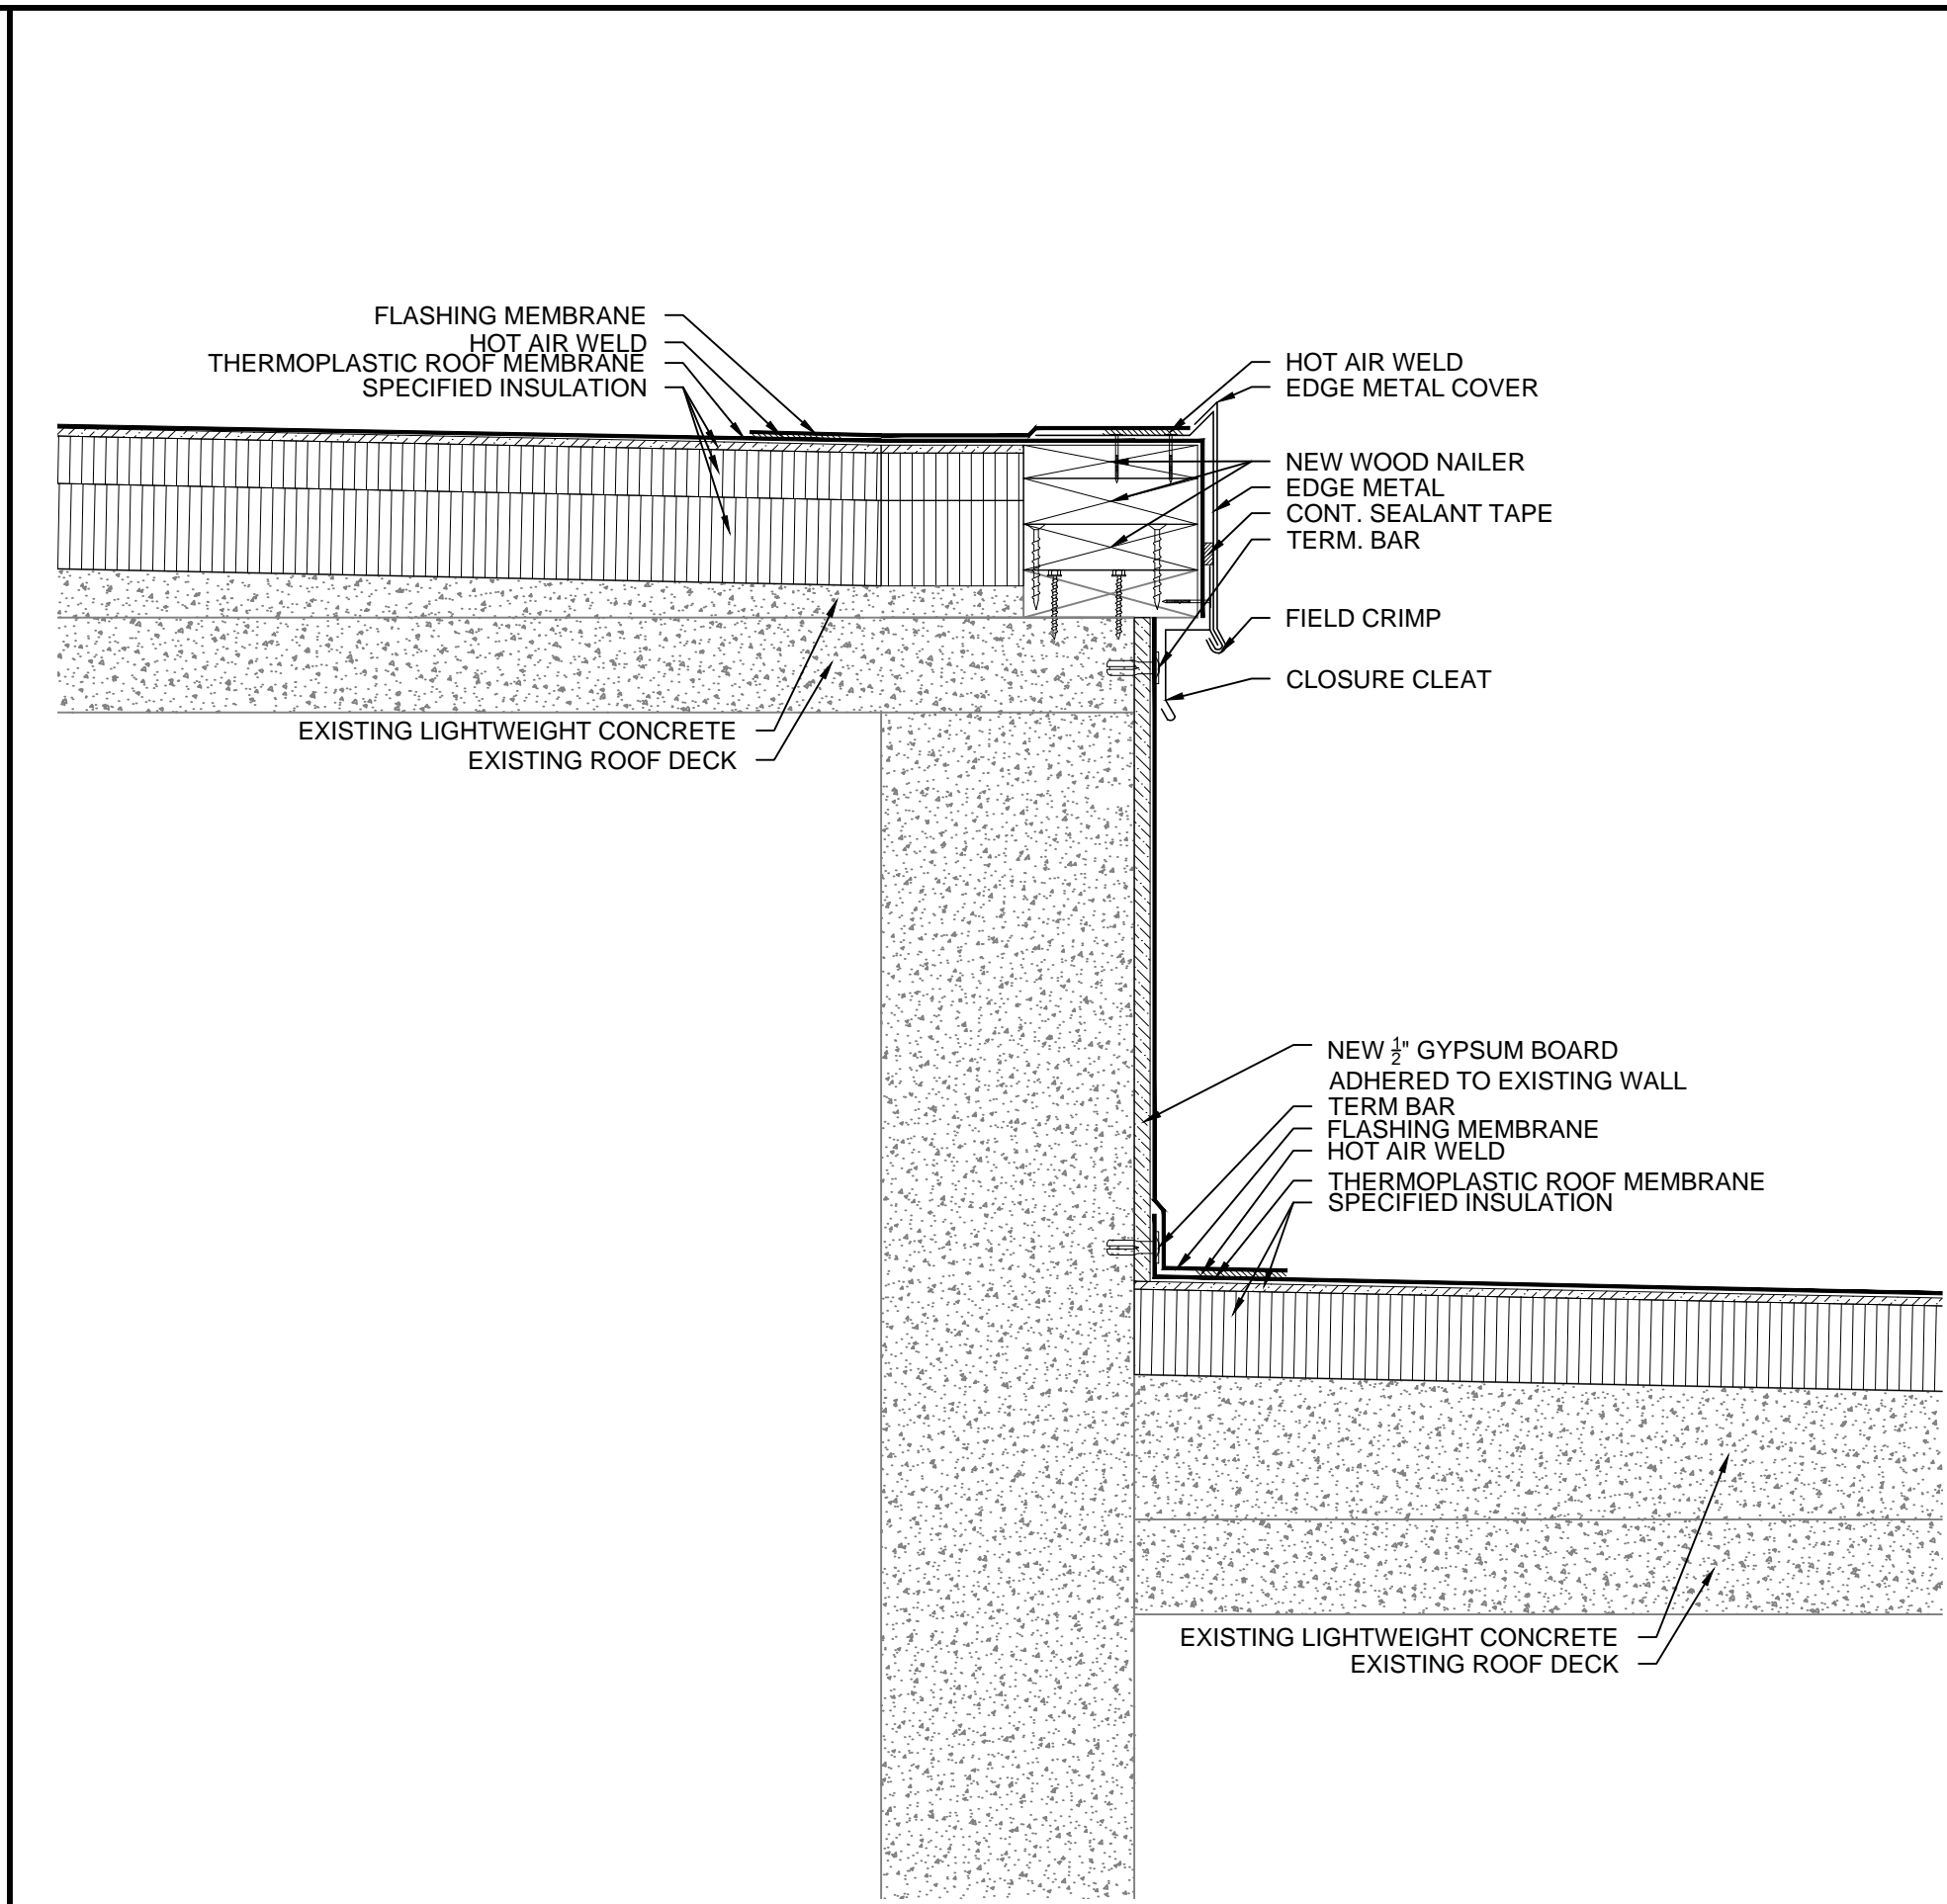 FLASHING MEMBRANE
HOT AIR WELD
THERMOPLASTIC ROOF MEMBRANE
SPECIFIED INSULATION
HOT AIR WELD
EDGE METAL COVER
NEW WOOD NAILER
EDGE METAL
CONT. SEALANT TAPE
TERM. BAR
FIELD CRIMP
CLOSURE CLEAT
EXISTING LIGHTWEIGHT CONCRETE
EXISTING ROOF DECK
NEW 1/2" GYPSUM BOARD
ADHERED TO EXISTING WALL
TERM BAR
FLASHING MEMBRANE
HOT AIR WELD
THERMOPLASTIC ROOF MEMBRANE
SPECIFIED INSULATION
EXISTING LIGHTWEIGHT CONCRETE
EXISTING ROOF DECK